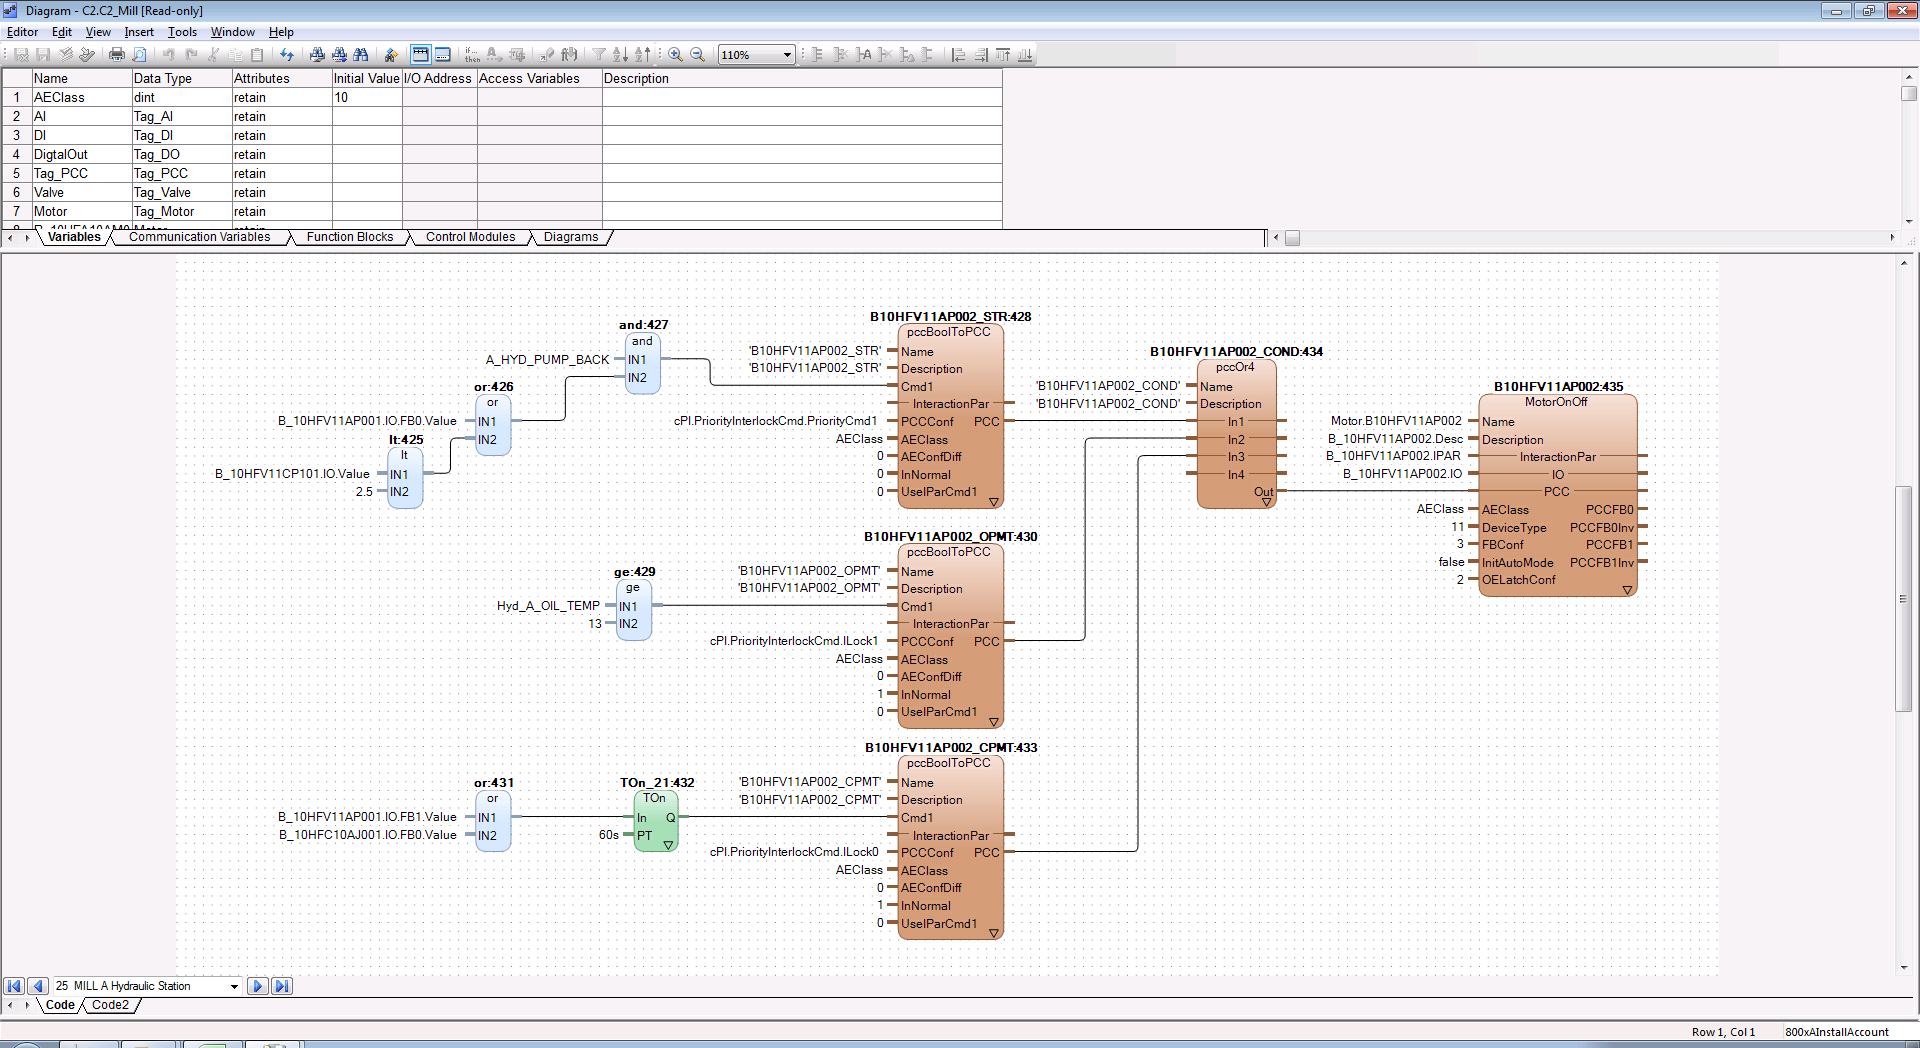 Diagram - C2.C2_Mill [Read-only]
Editor Edit View Insert Tools Window Help
if... then
110%
Name Data Type Attributes Initial Value I/O Address Access Variables Description
1 AEClass dint retain 10
2 AI Tag_AI retain
3 DI Tag_DI retain
4 DigtalOut Tag_DO retain
5 Tag_PCC Tag_PCC retain
6 Valve Tag_Valve retain
7 Motor Tag_Motor retain
Variables Communication Variables Function Blocks Control Modules Diagrams
lt:425
lt
B_10HFV11CP101.IO.Value IN1
2.5 IN2
or:426
or
B_10HFV11AP001.IO.FB0.Value IN1
IN2
and:427
and
A_HYD_PUMP_BACK IN1
IN2
B10HFV11AP002_STR:428
pccBoolToPCC
'B10HFV11AP002_STR' Name
'B10HFV11AP002_STR' Description
Cmd1
InteractionPar
cPI.PriorityInterlockCmd.PriorityCmd1 PCCConf PCC
AEClass AEClass
0 AEConfDiff
0 InNormal
0 UseIParCmd1
ge:429
ge
Hyd_A_OIL_TEMP IN1
13 IN2
B10HFV11AP002_OPMT:430
pccBoolToPCC
'B10HFV11AP002_OPMT' Name
'B10HFV11AP002_OPMT' Description
Cmd1
InteractionPar
cPI.PriorityInterlockCmd.ILock1 PCCConf PCC
AEClass AEClass
0 AEConfDiff
1 InNormal
0 UseIParCmd1
or:431
or
B_10HFV11AP001.IO.FB1.Value IN1
B_10HFC10AJ001.IO.FB0.Value IN2
TOn_21:432
TOn
In Q
60s PT
B10HFV11AP002_CPMT:433
pccBoolToPCC
'B10HFV11AP002_CPMT' Name
'B10HFV11AP002_CPMT' Description
Cmd1
InteractionPar
cPI.PriorityInterlockCmd.ILock0 PCCConf PCC
AEClass AEClass
0 AEConfDiff
1 InNormal
0 UseIParCmd1
B10HFV11AP002_COND:434
pccOr4
'B10HFV11AP002_COND' Name
'B10HFV11AP002_COND' Description
In1
In2
In3
In4
Out
B10HFV11AP002:435
MotorOnOff
Motor.B10HFV11AP002 Name
B_10HFV11AP002.Desc Description
B_10HFV11AP002.IPAR InteractionPar
B_10HFV11AP002.IO IO
PCC
AEClass AEClass PCCFB0
11 DeviceType PCCFB0Inv
3 FBConf PCCFB1
false InitAutoMode PCCFB1Inv
2 OELatchConf
25 MILL A Hydraulic Station
Code Code2
Row 1, Col 1 800xAInstallAccount